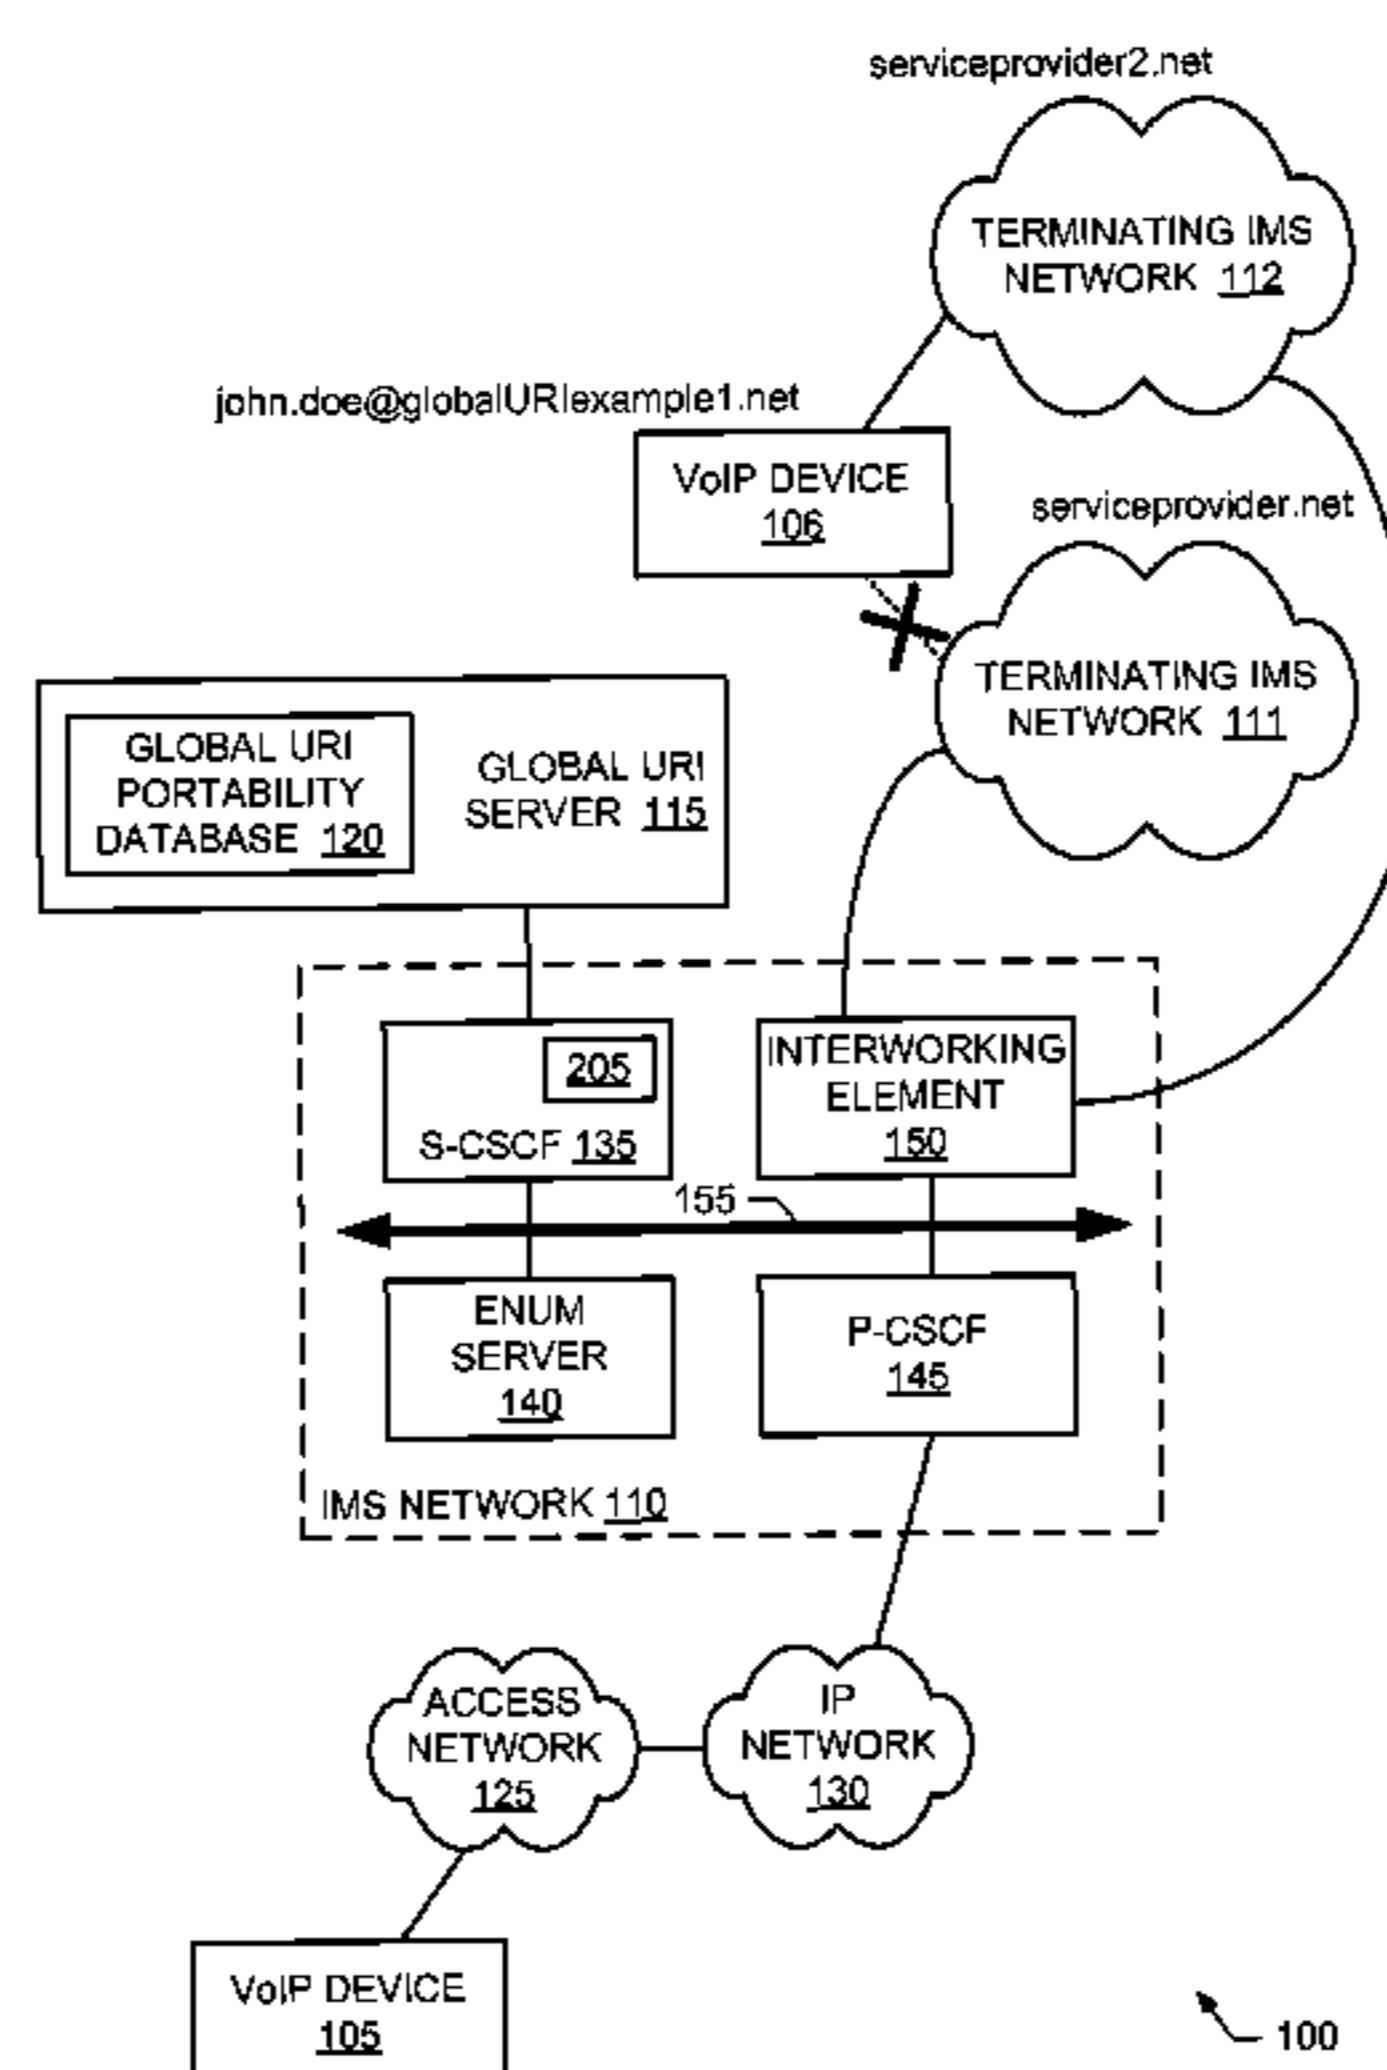 serviceprovider2.net
TERMINATING IMS
NETWORK 112
john.doe@globalURIexample1.net
VoIP DEVICE
106
serviceprovider.net
TERMINATING IMS
NETWORK 111
GLOBAL URI
PORTABILITY
DATABASE 120
GLOBAL URI
SERVER 115
205
S-CSCF 135
INTERWORKING
ELEMENT
150
155
ENUM
SERVER
140
P-CSCF
145
IMS NETWORK 110
ACCESS
NETWORK
125
IP
NETWORK
130
VoIP DEVICE
105
100